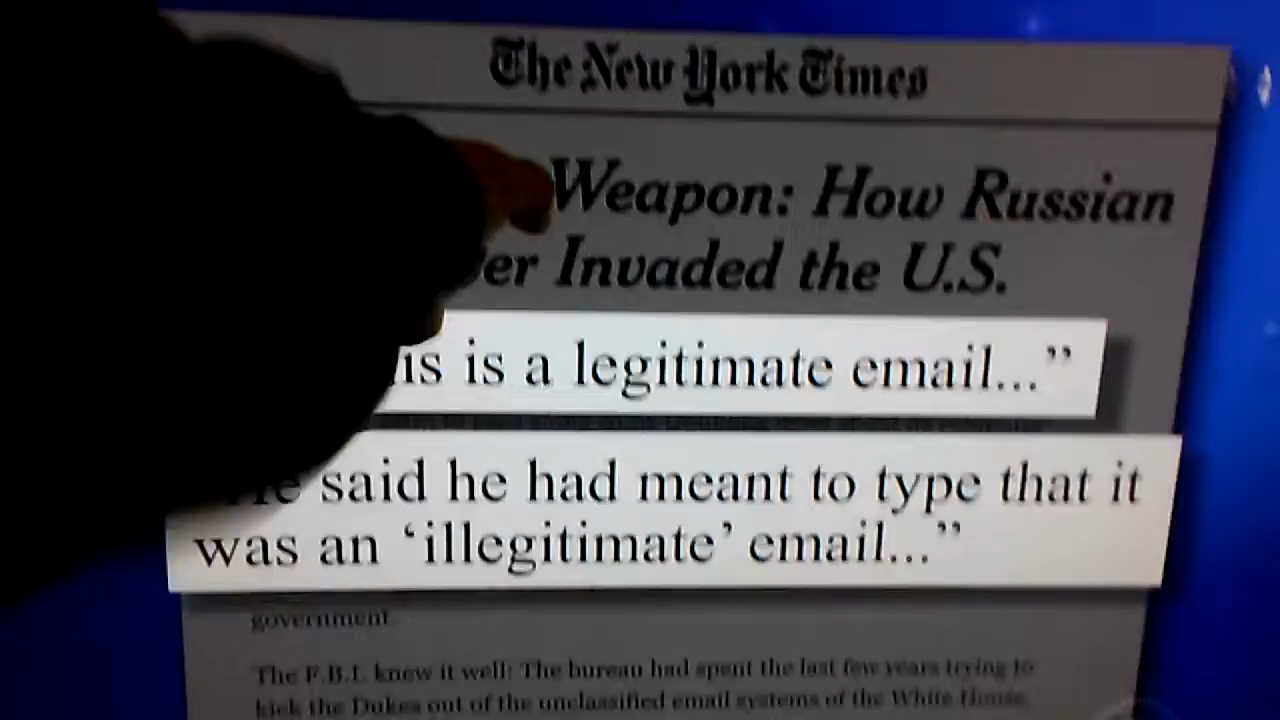 The New York Times
Weapon: How Russian
er Invaded the U.S.
is is a legitimate email...”
He said he had meant to type that it
was an ‘illegitimate’ email...”
government.
The F.B.I. knew it well: The bureau had spent the last few years trying to
kick the Dukes out of the unclassified email systems of the White House,